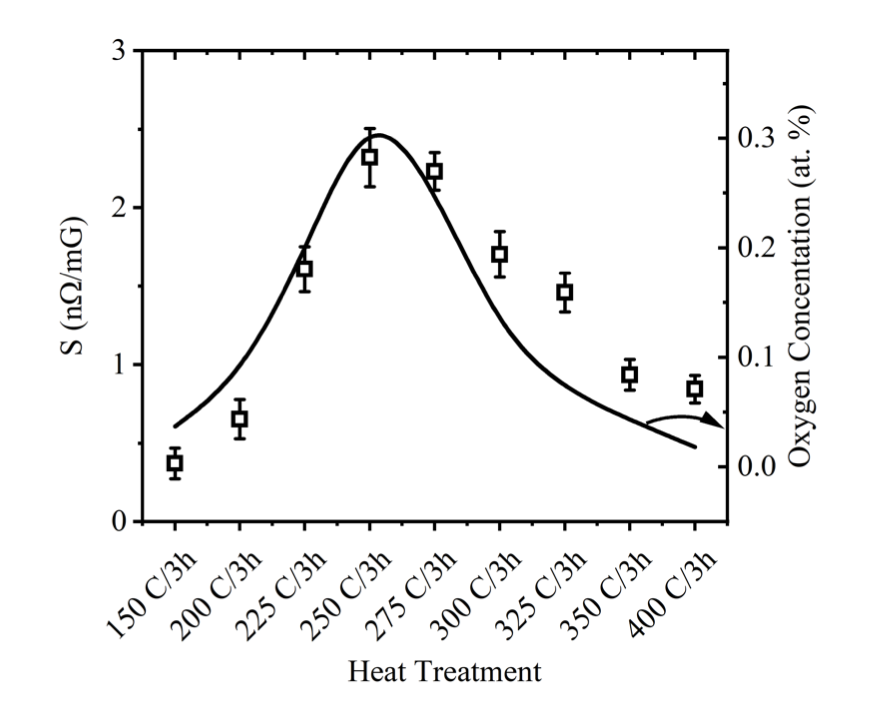 3
2
1
0
S (nΩ/mG)
0.3
0.2
0.1
0.0
Oxygen Concentration (at. %)
150 C/3h
200 C/3h
225 C/3h
250 C/3h
275 C/3h
300 C/3h
325 C/3h
350 C/3h
400 C/3h
Heat Treatment